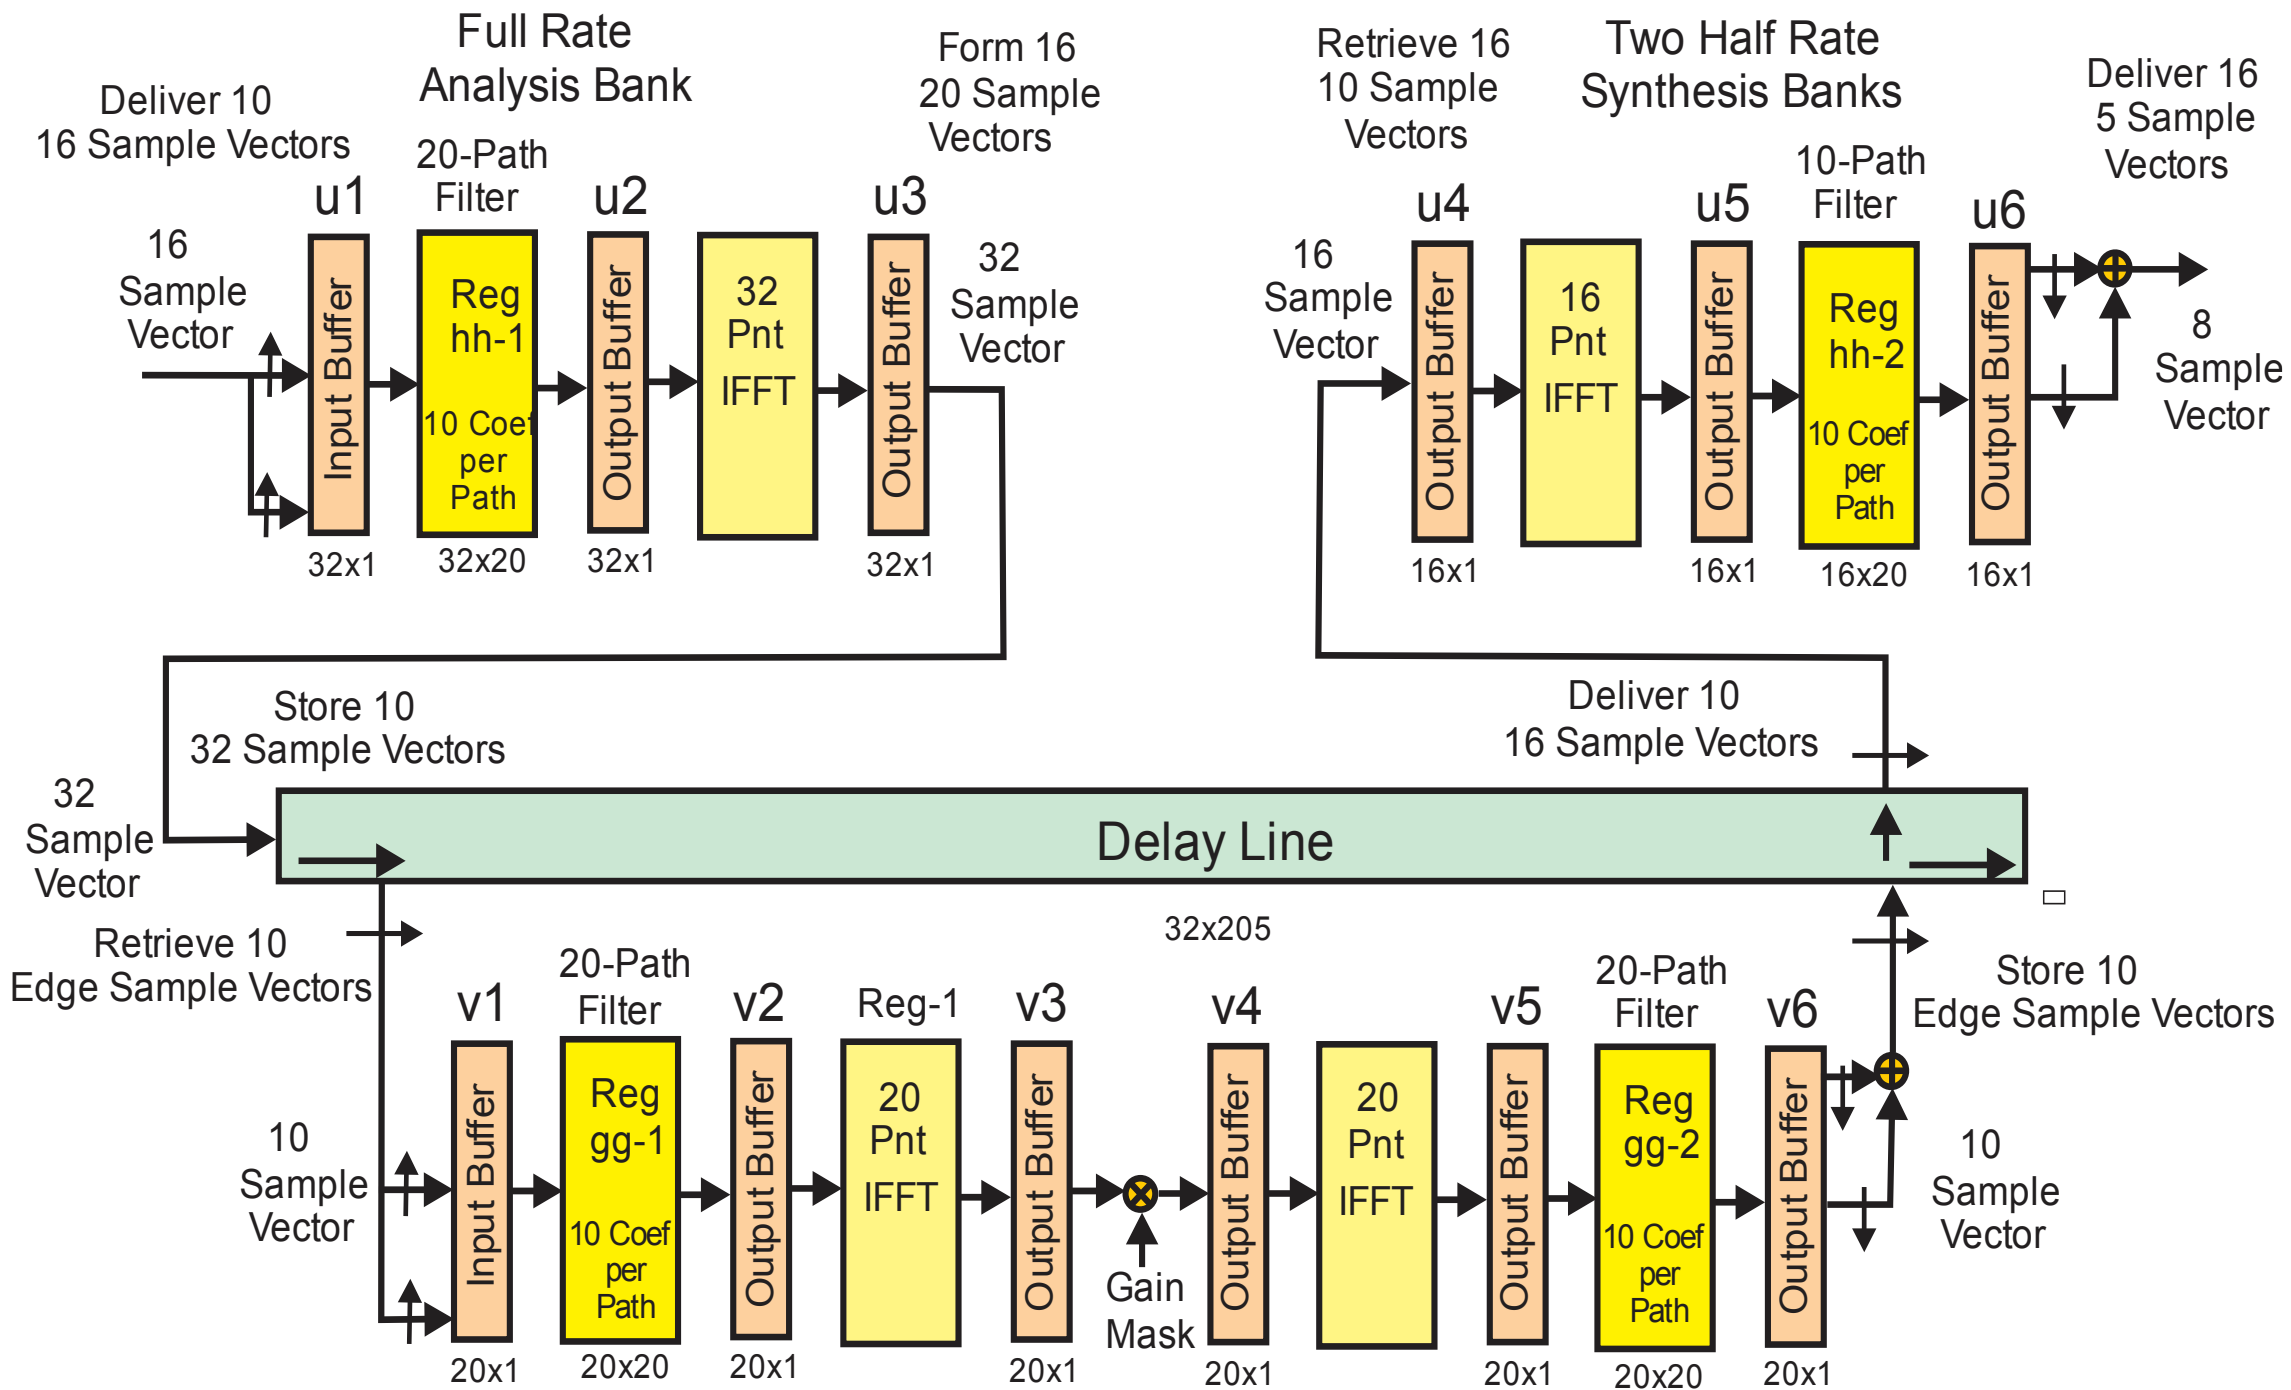 Full Rate
Analysis Bank
Deliver 10
16 Sample Vectors
Form 16
20 Sample
Vectors
20-Path
Filter
u1
u2
u3
16
Sample
Vector
Input Buffer
Reg
hh-1
10 Coef
per
Path
Output Buffer
32
Pnt
IFFT
Output Buffer
32
Sample
Vector
32x1
32x20
32x1
32x1
Two Half Rate
Synthesis Banks
Retrieve 16
10 Sample
Vectors
Deliver 16
5 Sample
Vectors
10-Path
Filter
u4
u5
u6
16
Sample
Vector
Output Buffer
16
Pnt
IFFT
Output Buffer
Reg
hh-2
10 Coef
per
Path
Output Buffer
8
Sample
Vector
16x1
16x1
16x20
16x1
Store 10
32 Sample Vectors
Deliver 10
16 Sample Vectors
32
Sample
Vector
Delay Line
32x205
Retrieve 10
Edge Sample Vectors
Store 10
Edge Sample Vectors
20-Path
Filter
v1
v2
Reg-1
v3
v4
v5
20-Path
Filter
v6
10
Sample
Vector
Input Buffer
Reg
gg-1
10 Coef
per
Path
Output Buffer
20
Pnt
IFFT
Output Buffer
Gain
Mask
Output Buffer
20
Pnt
IFFT
Output Buffer
Reg
gg-2
10 Coef
per
Path
Output Buffer
10
Sample
Vector
20x1
20x20
20x1
20x1
20x1
20x1
20x20
20x1